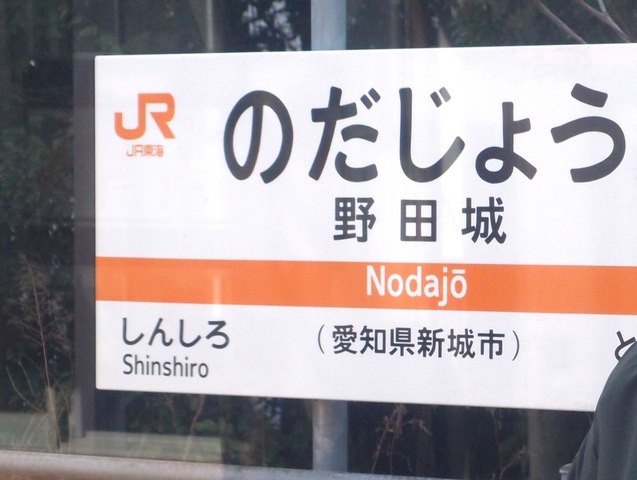 JR
JR東海
のだじょう
野田城
Nodajō
しんしろ
Shinshiro
(愛知県新城市)
と